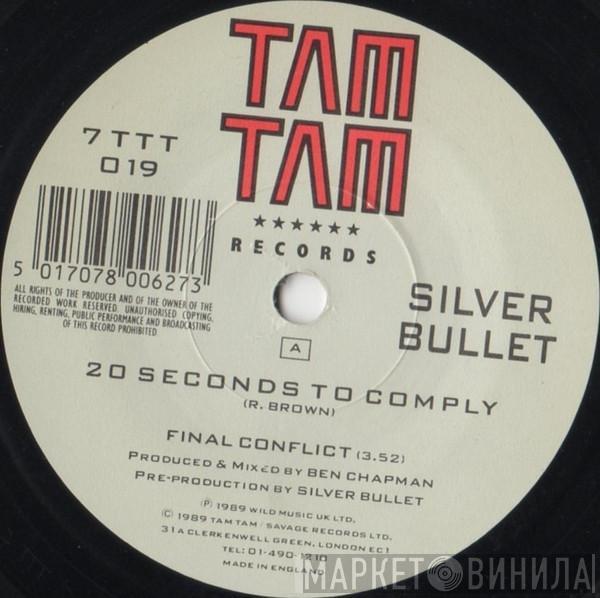 TAM
TAM
★★★★★★
RECORDS
7 TTT
019
5 017078 006273
ALL RIGHTS OF THE PRODUCER AND OF THE OWNER OF THE
RECORDED WORK RESERVED. UNAUTHORISED COPYING,
HIRING, RENTING, PUBLIC PERFORMANCE AND BROADCASTING
OF THIS RECORD PROHIBITED
A
SILVER
BULLET
20 SECONDS TO COMPLY
(R. BROWN)
FINAL CONFLICT (3.52)
PRODUCED & MIXED BY BEN CHAPMAN
PRE-PRODUCTION BY SILVER BULLET
℗ 1989 WILD MUSIC UK LTD.
© 1989 TAM TAM / SAVAGE RECORDS LTD.
31A CLERKENWELL GREEN, LONDON EC1
TEL: 01-490-1210
MADE IN ENGLAND
МАРКЕТ ВИНИЛА